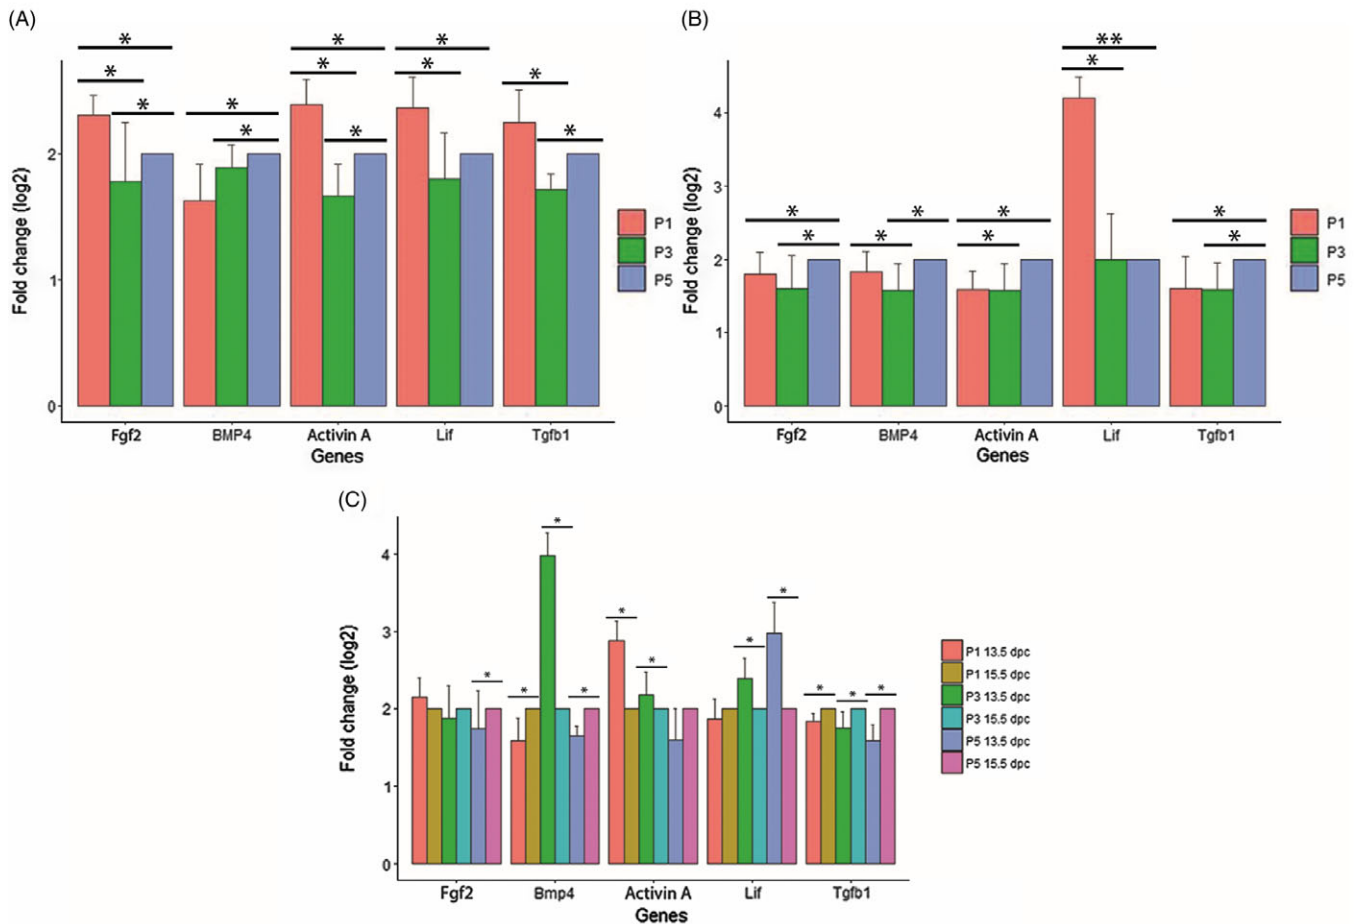 (A)
* * *
* *
* *
* * *
* *
* *
Fold change (log2)
2
1
0
Fgf2 BMP4 Activin A Lif Tgfb1
Genes
P1
P3
P5
(B)
**
*
* * * *
* * * *
Fold change (log2)
4
3
2
1
0
Fgf2 BMP4 Activin A Lif Tgfb1
Genes
P1
P3
P5
(C)
*
*
*
*
*
*
* * * * * *
Fold change (log2)
4
3
2
1
0
Fgf2 Bmp4 Activin A Lif Tgfb1
Genes
P1 13.5 dpc
P1 15.5 dpc
P3 13.5 dpc
P3 15.5 dpc
P5 13.5 dpc
P5 15.5 dpc